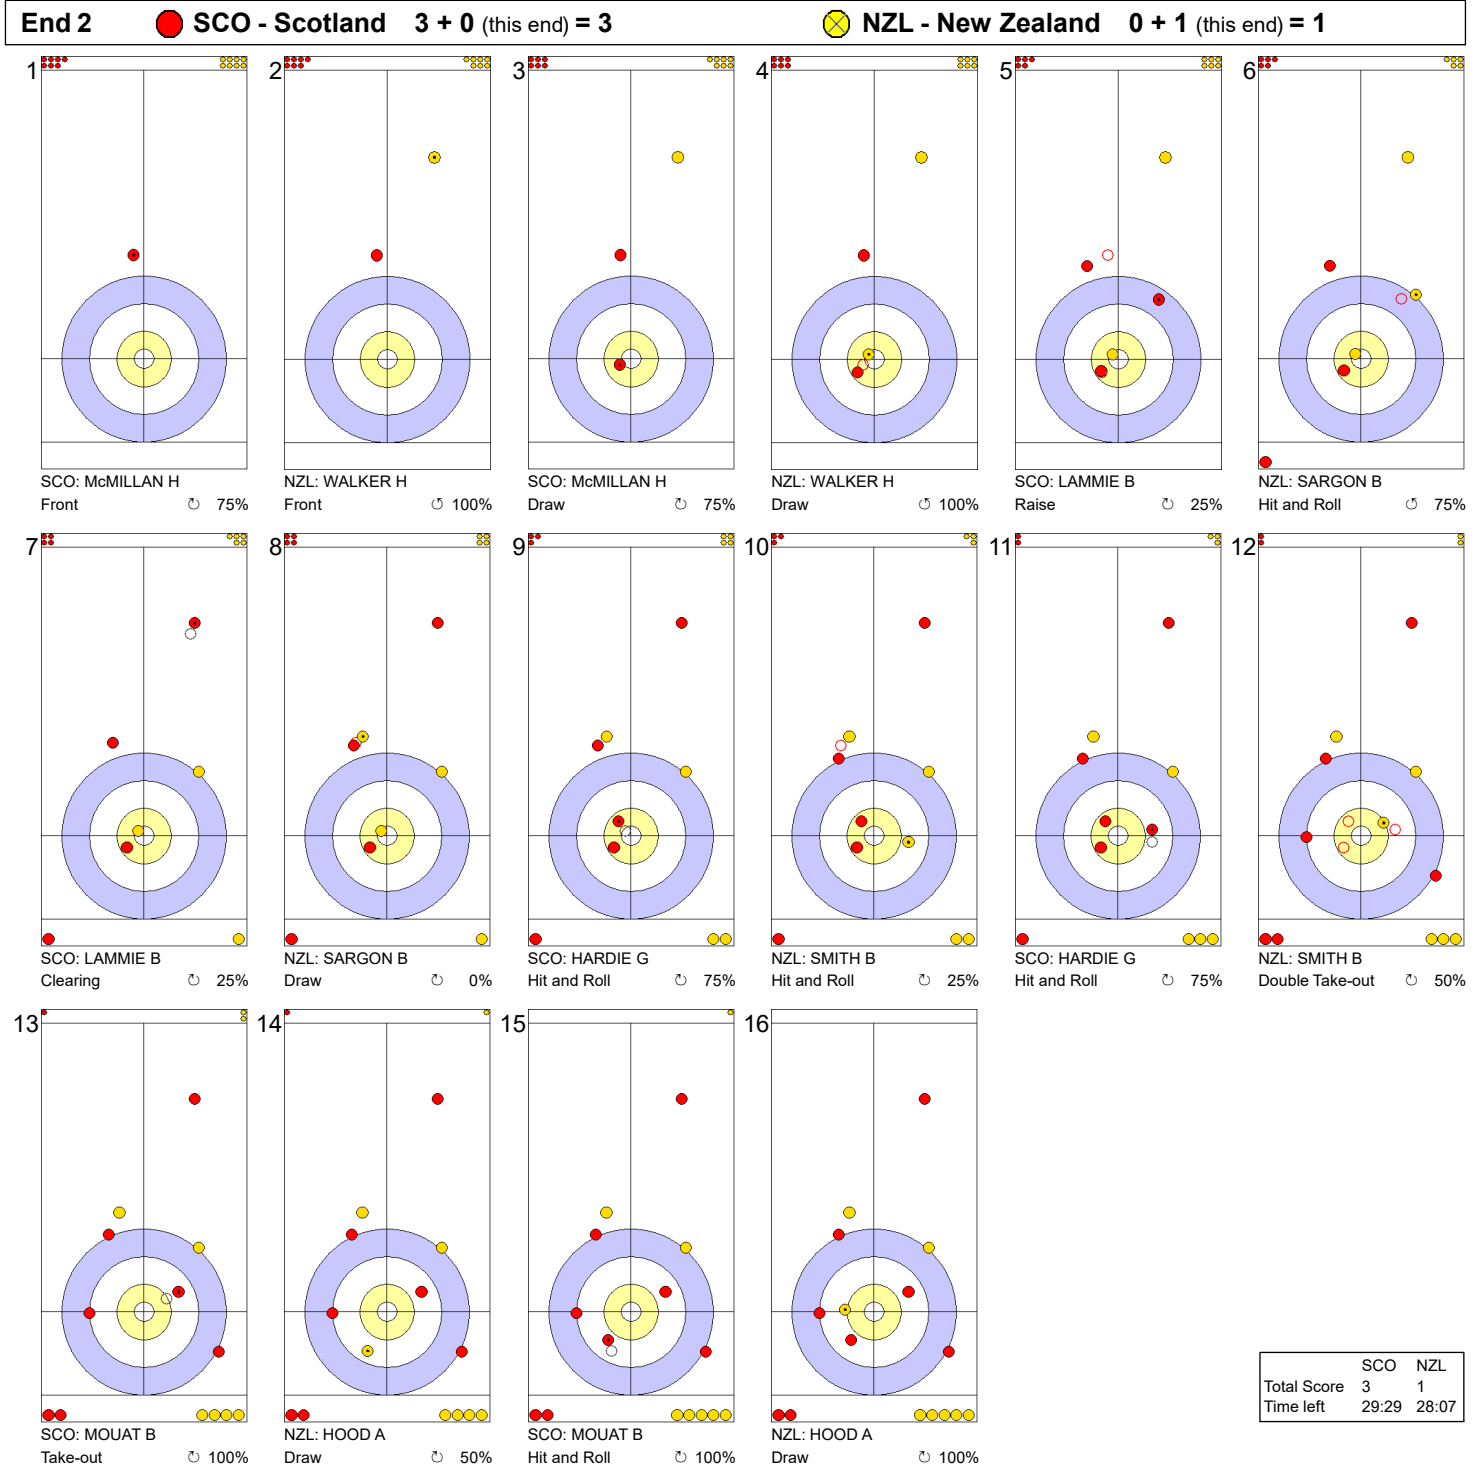 End 2 SCO - Scotland 3 + 0 (this end) = 3 NZL - New Zealand 0 + 1 (this end) = 1
1 2 3 4 5 6
SCO: McMILLAN H NZL: WALKER H SCO: McMILLAN H NZL: WALKER H SCO: LAMMIE B NZL: SARGON B
Front ↻ 75% Front ↺ 100% Draw ↻ 75% Draw ↺ 100% Raise ↻ 25% Hit and Roll ↺ 75%
7 8 9 10 11 12
SCO: LAMMIE B NZL: SARGON B SCO: HARDIE G NZL: SMITH B SCO: HARDIE G NZL: SMITH B
Clearing ↻ 25% Draw ↻ 0% Hit and Roll ↻ 75% Hit and Roll ↻ 25% Hit and Roll ↻ 75% Double Take-out ↻ 50%
13 14 15 16
SCO: MOUAT B NZL: HOOD A SCO: MOUAT B NZL: HOOD A
Take-out ↻ 100% Draw ↻ 50% Hit and Roll ↻ 100% Draw ↻ 100%
SCO NZL
Total Score 3 1
Time left 29:29 28:07